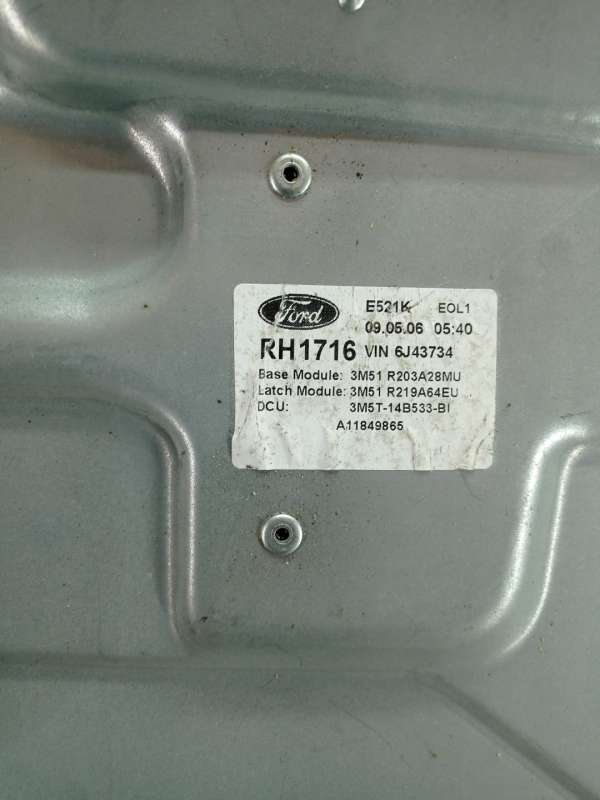 Ford E521K EOL1
09.05.06 05:40
RH1716 VIN 6J43734
Base Module: 3M51 R203A28MU
Latch Module: 3M51 R219A64EU
DCU: 3M5T-14B533-BI
A11849865